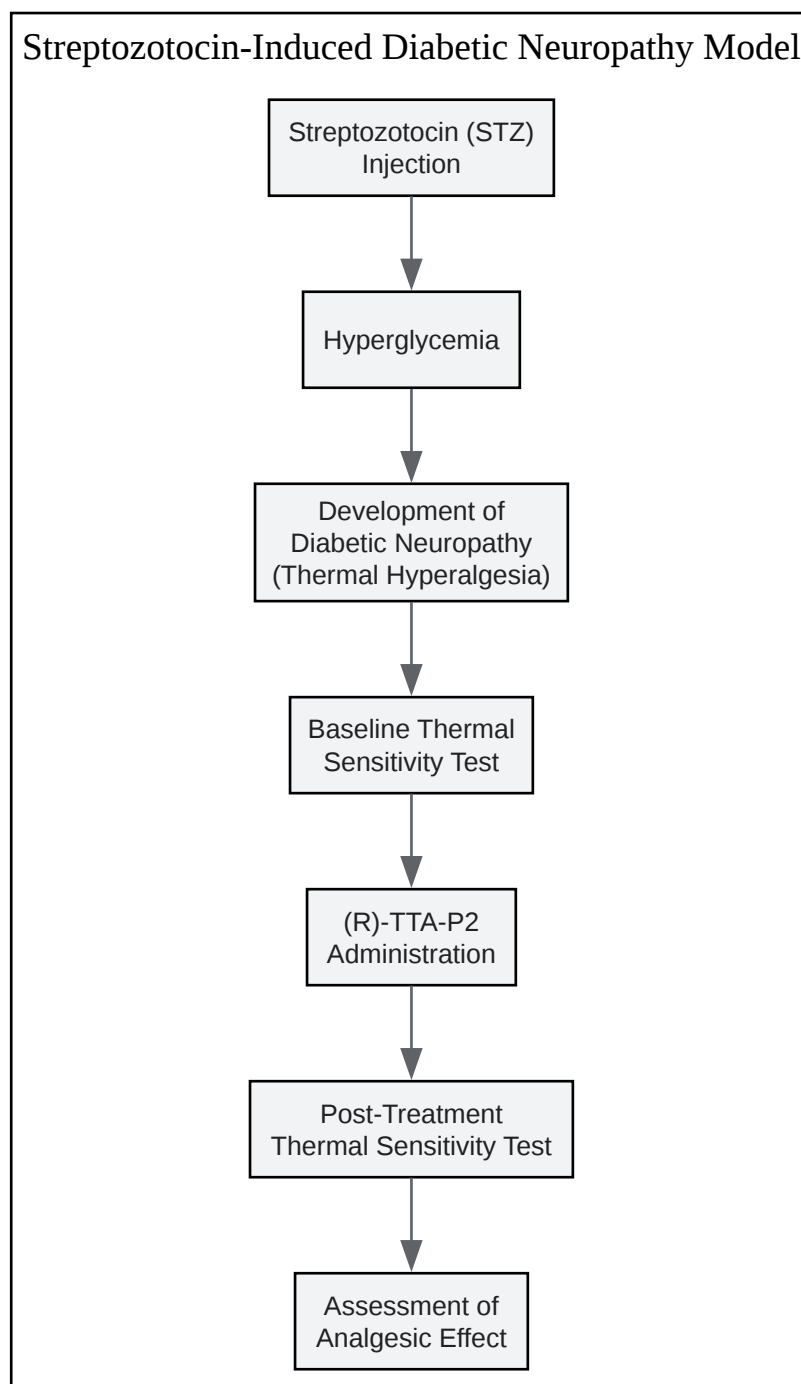 Streptozotocin-Induced Diabetic Neuropathy Model
Streptozotocin (STZ)
Injection
Hyperglycemia
Development of
Diabetic Neuropathy
(Thermal Hyperalgesia)
Baseline Thermal
Sensitivity Test
(R)-TTA-P2
Administration
Post-Treatment
Thermal Sensitivity Test
Assessment of
Analgesic Effect